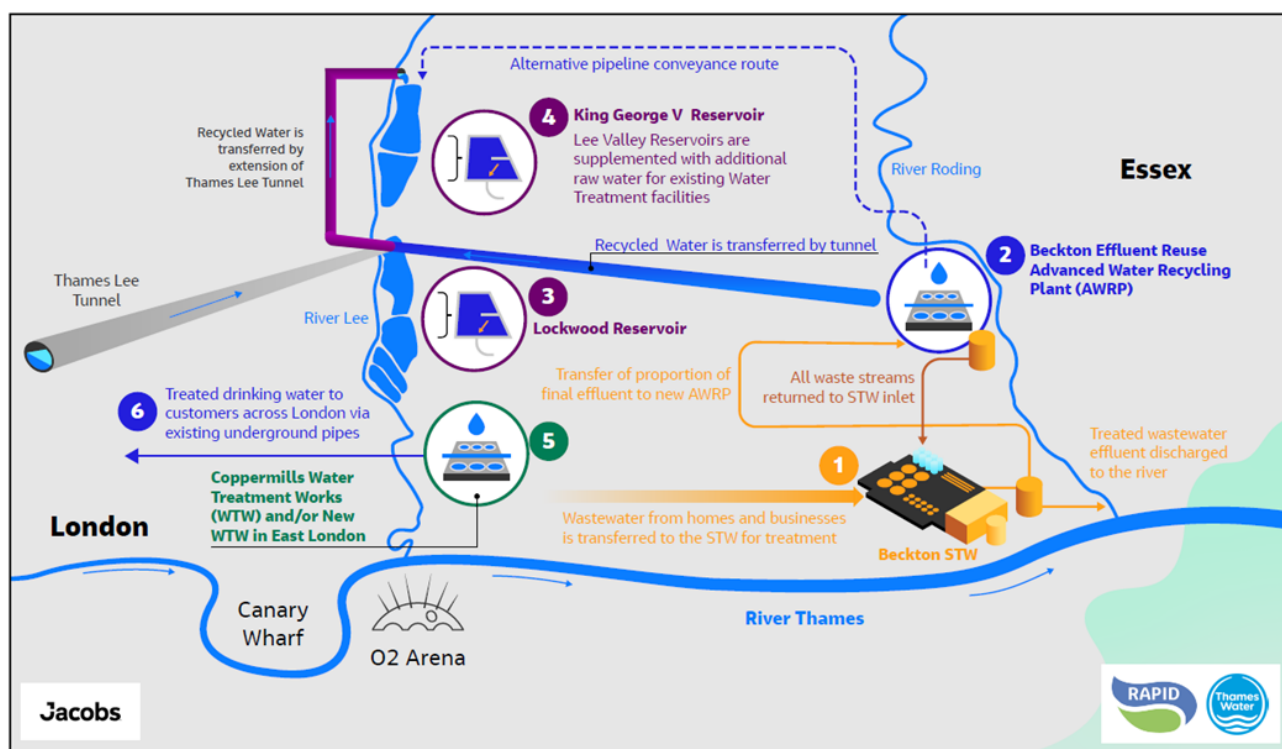 Alternative pipeline conveyance route
4
King George V Reservoir
Lee Valley Reservoirs are
supplemented with additional
raw water for existing Water
Treatment facilities
Recycled Water is
transferred by
extension of
Thames Lee Tunnel
River Roding
Essex
Recycled Water is transferred by tunnel
2
Beckton Effluent Reuse
Advanced Water Recycling
Plant (AWRP)
Thames Lee
Tunnel
River Lee
3
Lockwood Reservoir
Transfer of proportion of
final effluent to new AWRP
All waste streams
returned to STW inlet
6
Treated drinking water to
customers across London via
existing underground pipes
5
Coppermills Water
Treatment Works
(WTW) and/or New
WTW in East London
1
Treated wastewater
effluent discharged
to the river
Wastewater from homes and businesses
is transferred to the STW for treatment
Beckton STW
London
Canary
Wharf
O2 Arena
River Thames
Jacobs
RAPID
Thames
Water